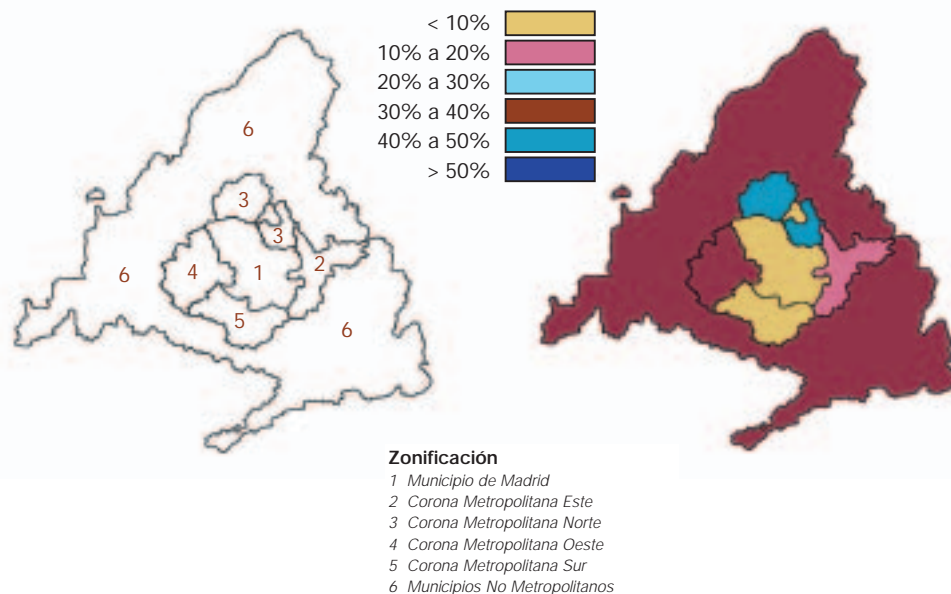 < 10%
10% a 20%
20% a 30%
30% a 40%
40% a 50%
> 50%
6
3
3
4
1
2
6
5
6
Zonificación
1 Municipio de Madrid
2 Corona Metropolitana Este
3 Corona Metropolitana Norte
4 Corona Metropolitana Oeste
5 Corona Metropolitana Sur
6 Municipios No Metropolitanos